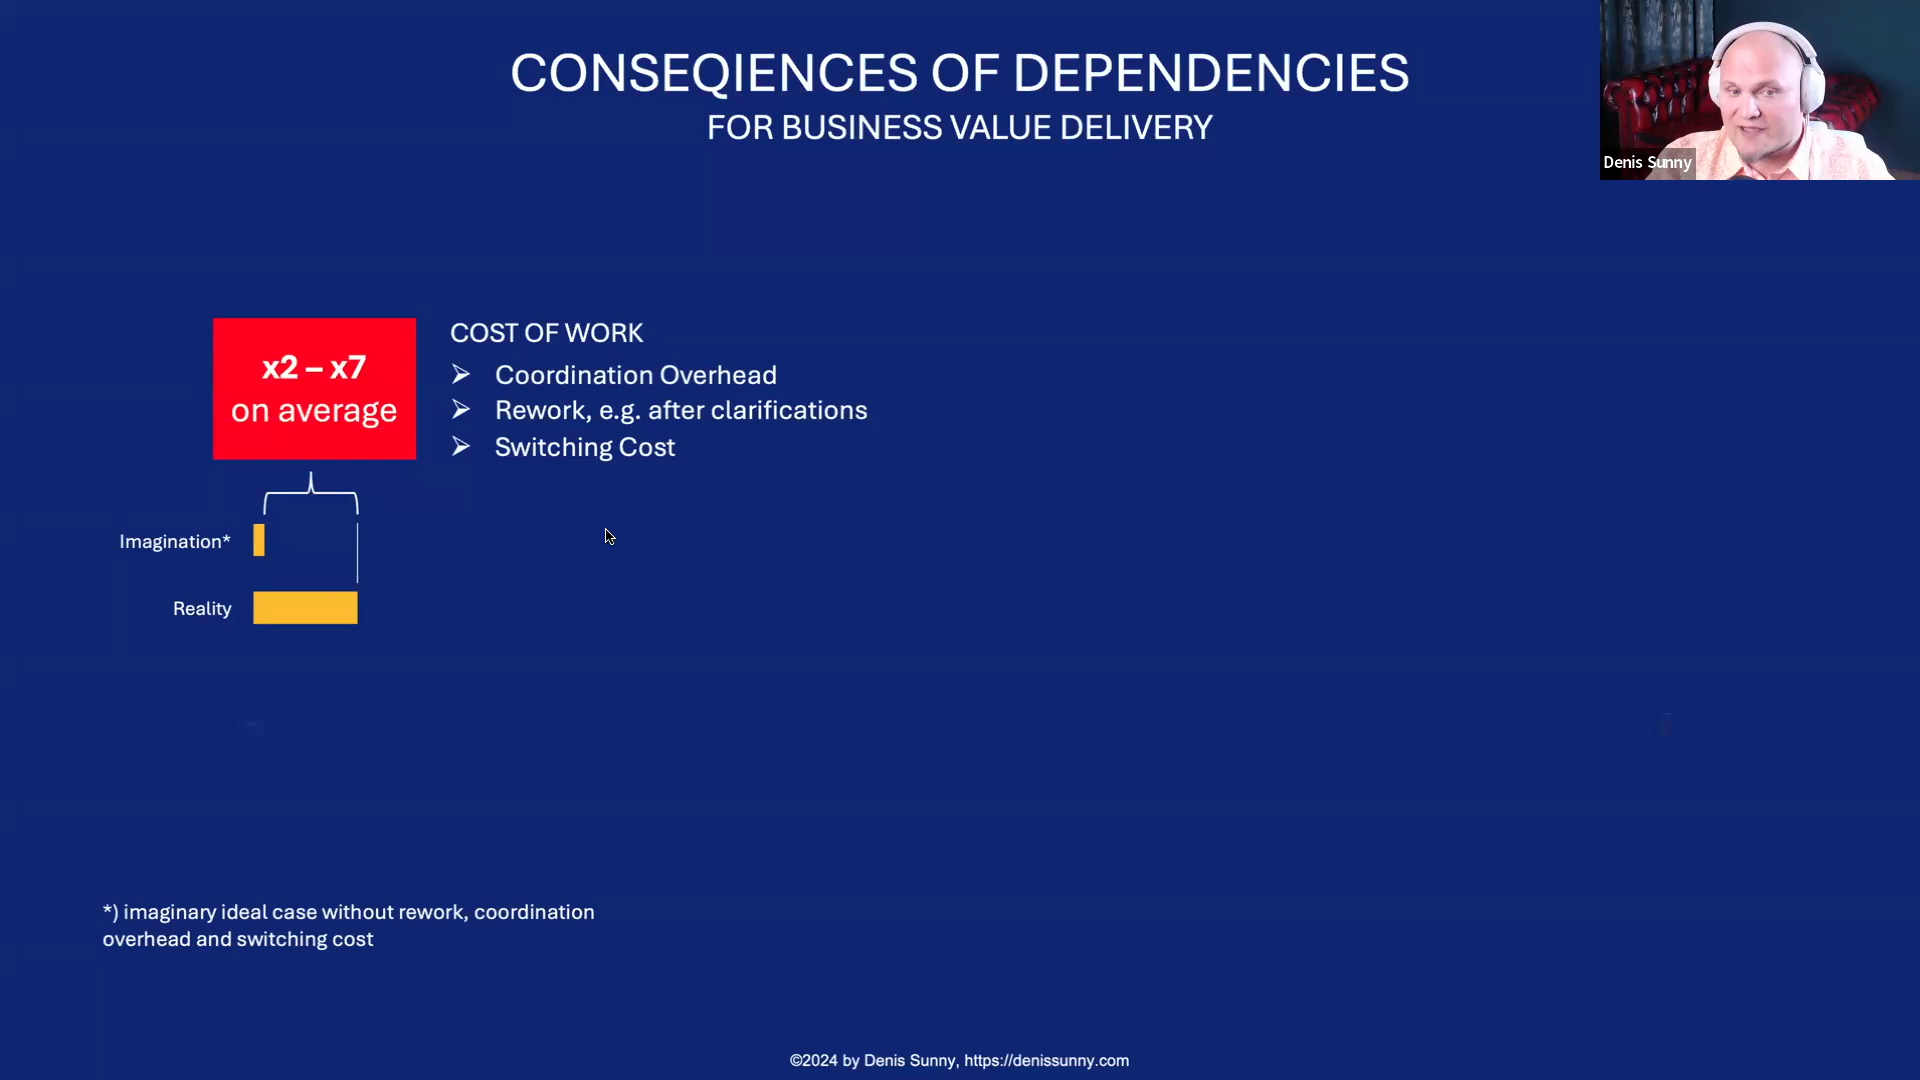 CONSEQIENCES OF DEPENDENCIES
FOR BUSINESS VALUE DELIVERY
Denis Sunny
x2 – x7
on average
COST OF WORK
➢ Coordination Overhead
➢ Rework, e.g. after clarifications
➢ Switching Cost
Imagination*
Reality
*) imaginary ideal case without rework, coordination
overhead and switching cost
©2024 by Denis Sunny, https://denissunny.com